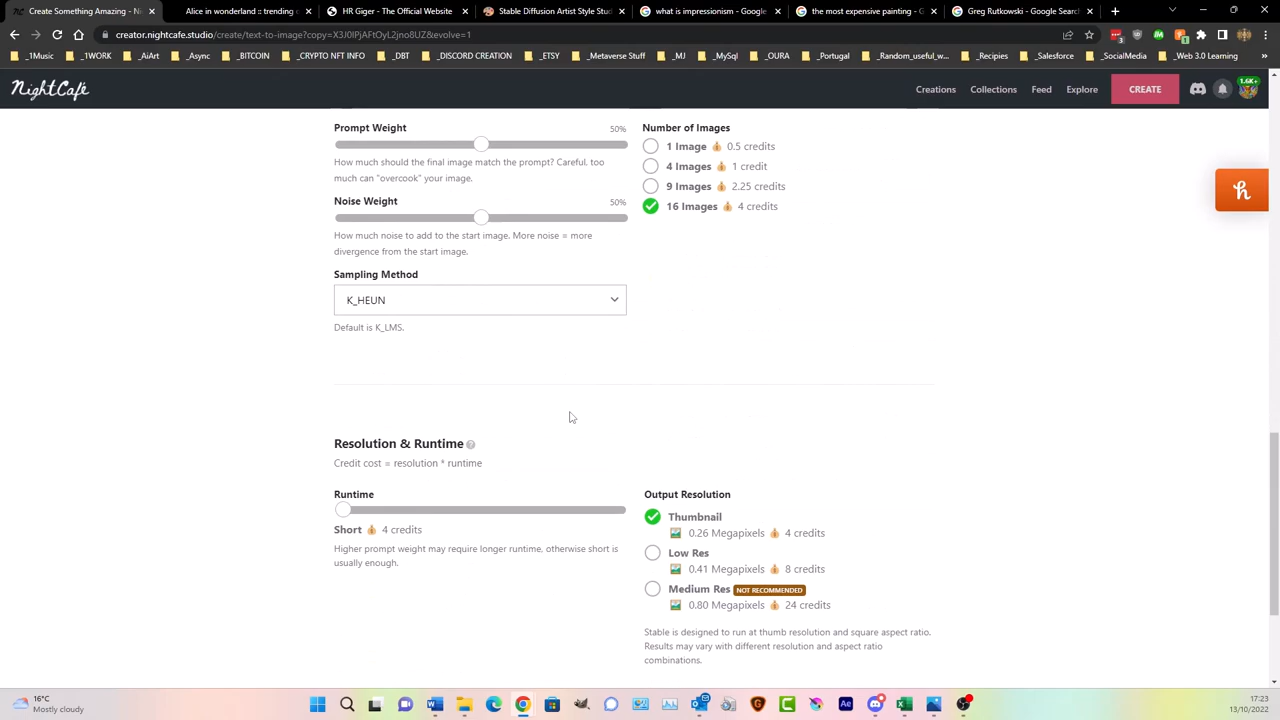 Create Something Amazing - Ni
Alice in wonderland :: trending c
HR Giger - The Official Website
Stable Diffusion Artist Style Stud
what is impressionism - Google
the most expensive painting - G
Greg Rutkowski - Google Search
creator.nightcafe.studio/create/text-to-image?copy=X3J0lPjAFtOyL2jno8UZ&evolve=1
_1Music
_1WORK
_AiArt
_Async
_BITCOIN
_CRYPTO NFT INFO
_DBT
_DISCORD CREATION
_ETSY
_Metaverse Stuff
_MJ
_MySql
_OURA
_Random_useful_w...
_Recipies
_Salesforce
_SocialMedia
_Web 3.0 Learning
NightCafe
Creations
Collections
Feed
Explore
CREATE
1.6K+
Prompt Weight
50%
How much should the final image match the prompt? Careful, too
much can "overcook" your image.
Noise Weight
50%
How much noise to add to the start image. More noise = more
divergence from the start image.
Sampling Method
K_HEUN
Default is K_LMS.
Number of Images
1 Image 0.5 credits
4 Images 1 credit
9 Images 2.25 credits
16 Images 4 credits
Resolution & Runtime
Credit cost = resolution * runtime
Runtime
Short 4 credits
Higher prompt weight may require longer runtime, otherwise short is
usually enough.
Output Resolution
Thumbnail
0.26 Megapixels 4 credits
Low Res
0.41 Megapixels 8 credits
Medium Res NOT RECOMMENDED
0.80 Megapixels 24 credits
Stable is designed to run at thumb resolution and square aspect ratio.
Results may vary with different resolution and aspect ratio
combinations.
16°C
Mostly cloudy
17:23
13/10/2022